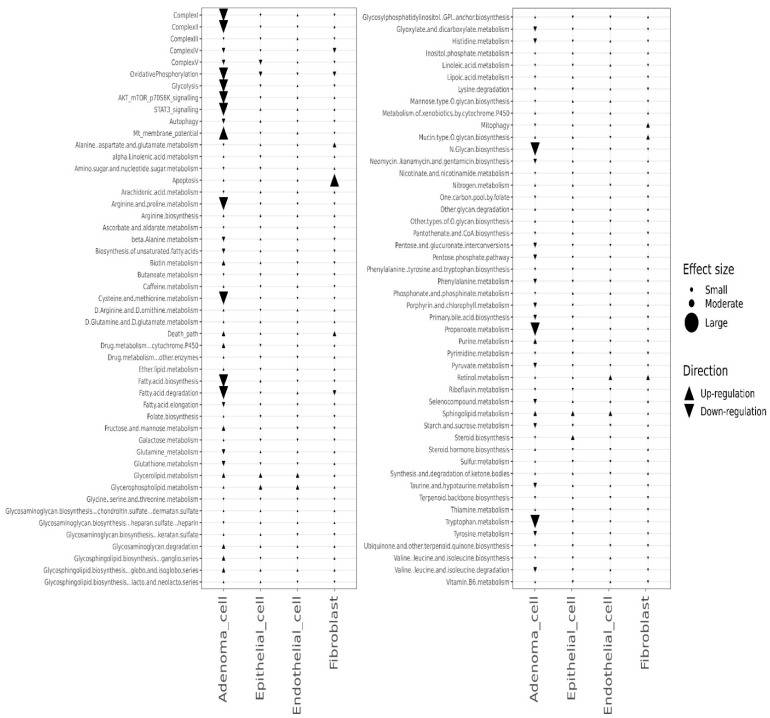 ComplexI
ComplexII
ComplexIII
ComplexIV
ComplexV
OxidativePhosphorylation
Glycolysis
AKT_mTOR_p70S6K_signalling
STAT3_signalling
Autophagy
Mt_membrane_potential
Alanine..aspartate.and.glutamate.metabolism
alpha.Linolenic.acid.metabolism
Amino.sugar.and.nucleotide.sugar.metabolism
Apoptosis
Arachidonic.acid.metabolism
Arginine.and.proline.metabolism
Arginine.biosynthesis
Ascorbate.and.aldarate.metabolism
beta.Alanine.metabolism
Biosynthesis.of.unsaturated.fatty.acids
Biotin.metabolism
Butanoate.metabolism
Caffeine.metabolism
Cysteine.and.methionine.metabolism
D.Arginine.and.D.ornithine.metabolism
D.Glutamine.and.D.glutamate.metabolism
Death_path
Drug.metabolism...cytochrome.P450
Drug.metabolism...other.enzymes
Ether.lipid.metabolism
Fatty.acid.biosynthesis
Fatty.acid.degradation
Fatty.acid.elongation
Folate.biosynthesis
Fructose.and.mannose.metabolism
Galactose.metabolism
Glutamine_metabolism
Glutathione.metabolism
Glycerolipid.metabolism
Glycerophospholipid.metabolism
Glycine..serine.and.threonine.metabolism
Glycosaminoglycan.biosynthesis...chondroitin.sulfate...dermatan.sulfate
Glycosaminoglycan.biosynthesis...heparan.sulfate...heparin
Glycosaminoglycan.biosynthesis...keratan.sulfate
Glycosaminoglycan.degradation
Glycosphingolipid.biosynthesis...ganglio.series
Glycosphingolipid.biosynthesis...globo.and.isoglobo.series
Glycosphingolipid.biosynthesis...lacto.and.neolacto.series
Adenoma_cell
Epithelial_cell
Endothelial_cell
Fibroblast
Glycosylphosphatidylinositol..GPI..anchor.biosynthesis
Glyoxylate.and.dicarboxylate.metabolism
Histidine.metabolism
Inositol.phosphate.metabolism
Linoleic.acid.metabolism
Lipoic.acid.metabolism
Lysine.degradation
Mannose.type.O.glycan.biosynthesis
Metabolism.of.xenobiotics.by.cytochrome.P450
Mitophagy
Mucin.type.O.glycan.biosynthesis
N.Glycan.biosynthesis
Neomycin..kanamycin.and.gentamicin.biosynthesis
Nicotinate.and.nicotinamide.metabolism
Nitrogen.metabolism
One.carbon.pool.by.folate
Other.glycan.degradation
Other.types.of.O.glycan.biosynthesis
Pantothenate.and.CoA.biosynthesis
Pentose.and.glucuronate.interconversions
Pentose.phosphate.pathway
Phenylalanine..tyrosine.and.tryptophan.biosynthesis
Phenylalanine.metabolism
Phosphonate.and.phosphinate.metabolism
Porphyrin.and.chlorophyll.metabolism
Primary.bile.acid.biosynthesis
Propanoate.metabolism
Purine.metabolism
Pyrimidine.metabolism
Pyruvate.metabolism
Retinol.metabolism
Riboflavin.metabolism
Selenocompound.metabolism
Sphingolipid.metabolism
Starch.and.sucrose.metabolism
Steroid.biosynthesis
Steroid.hormone.biosynthesis
Sulfur.metabolism
Synthesis.and.degradation.of.ketone.bodies
Taurine.and.hypotaurine.metabolism
Terpenoid.backbone.biosynthesis
Thiamine.metabolism
Tryptophan.metabolism
Tyrosine.metabolism
Ubiquinone.and.other.terpenoid.quinone.biosynthesis
Valine..leucine.and.isoleucine.biosynthesis
Valine..leucine.and.isoleucine.degradation
Vitamin.B6.metabolism
Adenoma_cell
Epithelial_cell
Endothelial_cell
Fibroblast
Effect size
Small
Moderate
Large
Direction
Up-regulation
Down-regulation